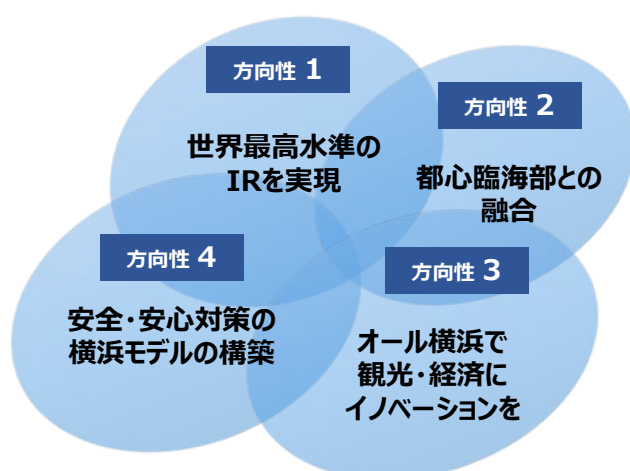 方向性 1
世界最高水準の
IRを実現
方向性 2
都心臨海部との
融合
方向性 3
オール横浜で
観光・経済に
イノベーションを
方向性 4
安全・安心対策の
横浜モデルの構築